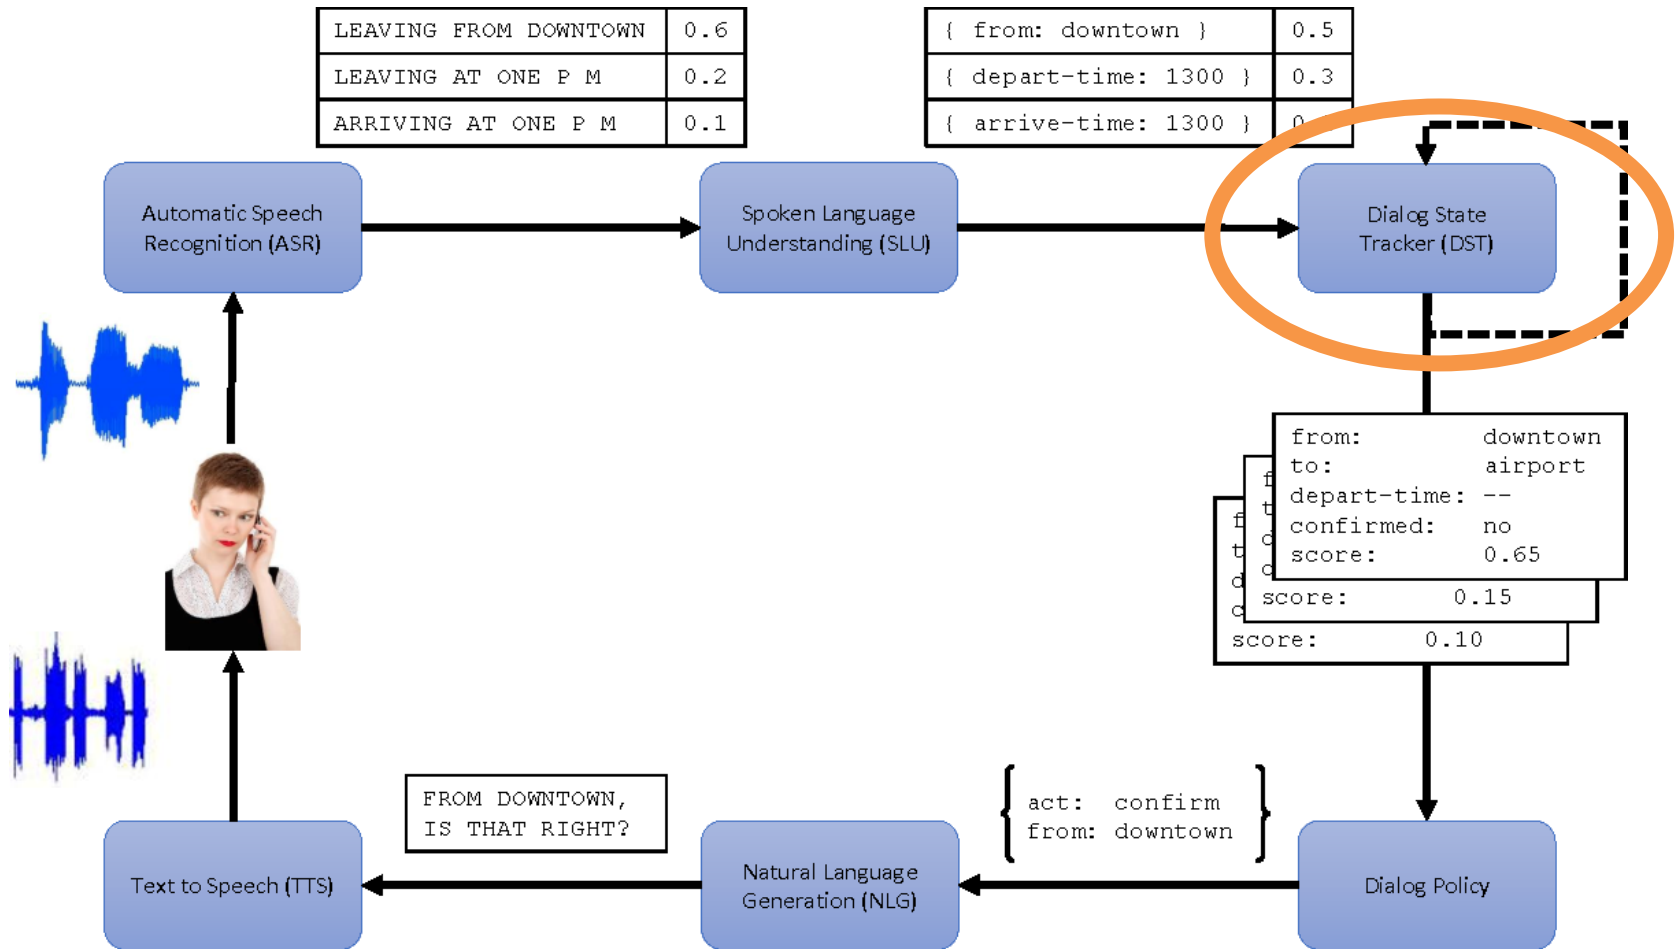 LEAVING FROM DOWNTOWN 0.6
LEAVING AT ONE P M 0.2
ARRIVING AT ONE P M 0.1
{ from: downtown } 0.5
{ depart-time: 1300 } 0.3
{ arrive-time: 1300 }
Automatic Speech
Recognition (ASR)
Spoken Language
Understanding (SLU)
Dialog State
Tracker (DST)
from: downtown
to: airport
depart-time: --
confirmed: no
score: 0.65
score: 0.15
score: 0.10
act: confirm
from: downtown
FROM DOWNTOWN,
IS THAT RIGHT?
Text to Speech (TTS)
Natural Language
Generation (NLG)
Dialog Policy